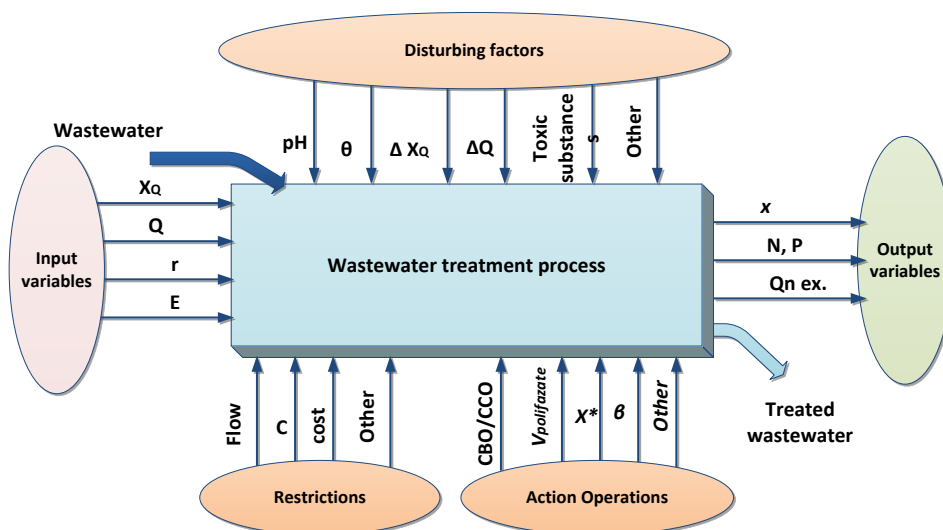 Disturbing factors
Wastewater
pH
θ
Δ XQ
ΔQ
Toxic
substance
s
Other
Input
variables
XQ
Q
r
E
Wastewater treatment process
x
N, P
Qn ex.
Output
variables
Flow
C
cost
Other
CBO/CCO
Vpolifazate
X*
β
Other
Treated
wastewater
Restrictions
Action Operations